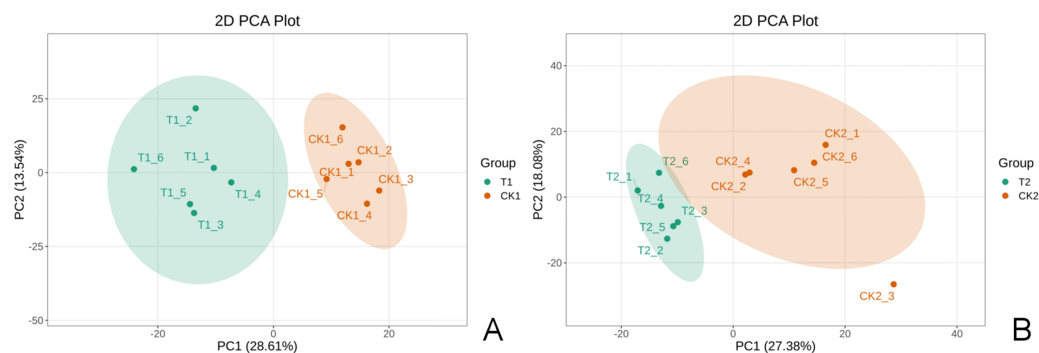 2D PCA Plot
PC2 (13.54%)
25
0
-25
-50
T1_2
T1_6
T1_1
T1_4
T1_5
T1_3
CK1_6
CK1_2
CK1_1
CK1_3
CK1_5
CK1_4
-20
0
20
PC1 (28.61%)
Group
T1
CK1
A
2D PCA Plot
PC2 (18.08%)
40
20
0
-20
T2_6
T2_1
T2_4
T2_3
T2_5
T2_2
CK2_1
CK2_4
CK2_6
CK2_2
CK2_5
CK2_3
-20
0
20
40
PC1 (27.38%)
Group
T2
CK2
B